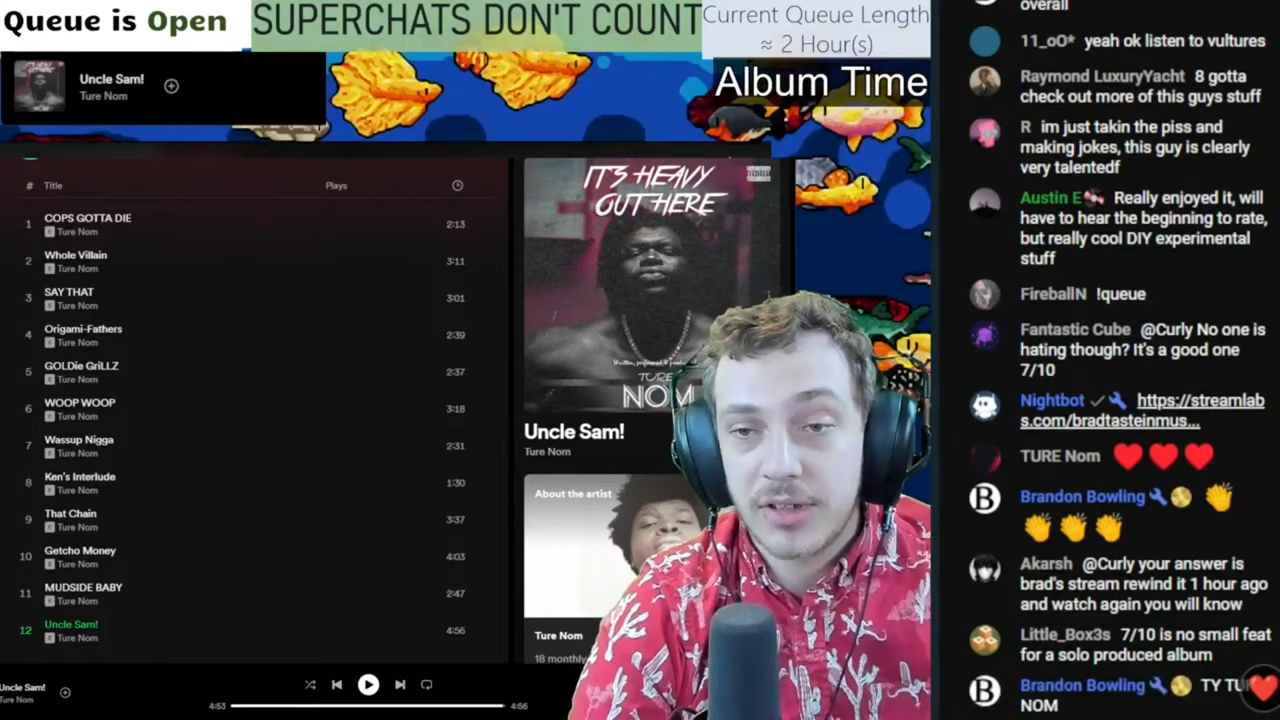 Queue is Open
SUPERCHATS DON'T COUNT
Current Queue Length
≈ 2 Hour(s)
Album Time
Uncle Sam!
Ture Nom
# Title Plays
1 COPS GOTTA DIE 2:13
E Ture Nom
2 Whole Villain 3:11
E Ture Nom
3 SAY THAT 3:01
E Ture Nom
4 Origami-Fathers 2:39
E Ture Nom
5 GOLDie GriLLZ 2:37
E Ture Nom
6 WOOP WOOP 3:18
E Ture Nom
7 Wassup Nigga 2:31
E Ture Nom
8 Ken's Interlude 1:30
E Ture Nom
9 That Chain 3:37
E Ture Nom
10 Getcho Money 4:03
E Ture Nom
11 MUDSIDE BABY 2:47
E Ture Nom
12 Uncle Sam! 4:56
E Ture Nom
IT'S HEAVY
OUT HERE
TURE
NOM
Uncle Sam!
Ture Nom
About the artist
Ture Nom
18 monthly
Uncle Sam!
Ture Nom
4:53 4:56
overall
11_oO* yeah ok listen to vultures
Raymond LuxuryYacht 8 gotta
check out more of this guys stuff
R im just takin the piss and
making jokes, this guy is clearly
very talentedf
Austin E Really enjoyed it, will
have to hear the beginning to rate,
but really cool DIY experimental
stuff
FireballN !queue
Fantastic Cube @Curly No one is
hating though? It's a good one
7/10
Nightbot https://streamlab
s.com/bradtasteinmus...
TURE Nom ❤️❤️❤️
Brandon Bowling 👏
👏👏👏
Akarsh @Curly your answer is
brad's stream rewind it 1 hour ago
and watch again you will know
Little_Box3s 7/10 is no small feat
for a solo produced album
Brandon Bowling TY TU
NOM